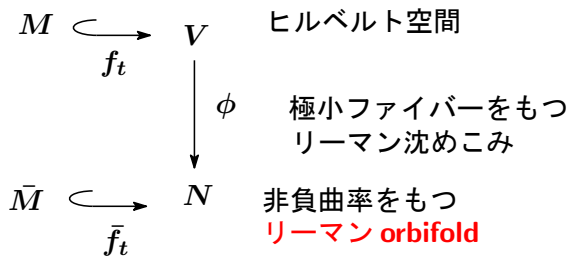 M V ヒルベルト空間
f_t
φ 極小ファイバーをもつ
リーマン沈めこみ
M̄ N 非負曲率をもつ
f̄_t リーマン orbifold